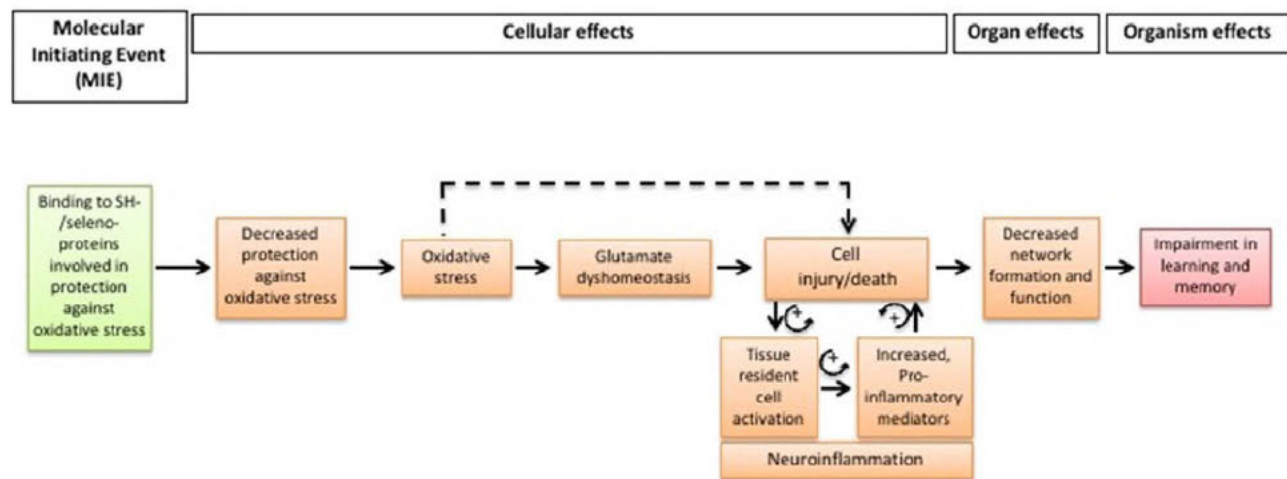 Molecular
Initiating Event
(MIE)
Cellular effects
Organ effects
Organism effects
Binding to SH-
/seleno-
proteins
involved in
protection
against
oxidative stress
Decreased
protection
against
oxidative stress
Oxidative
stress
Glutamate
dyshomeostasis
Cell
injury/death
Decreased
network
formation and
function
Impairment in
learning and
memory
+
+
+
Tissue
resident
cell
activation
Increased,
Pro-
inflammatory
mediators
Neuroinflammation